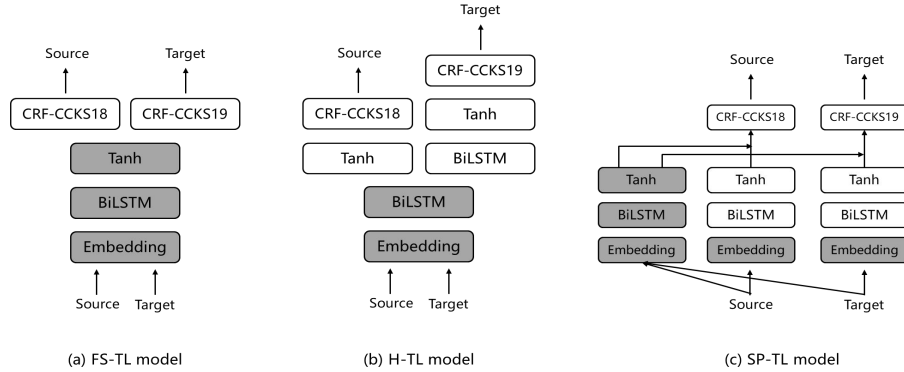 Source
Target
CRF-CCKS18
CRF-CCKS19
Tanh
BiLSTM
Embedding
Source
Target
(a) FS-TL model
Target
CRF-CCKS19
Source
CRF-CCKS18
Tanh
Tanh
BiLSTM
BiLSTM
Embedding
Source
Target
(b) H-TL model
Source
Target
CRF-CCKS18
CRF-CCKS19
Tanh
Tanh
Tanh
BiLSTM
BiLSTM
BiLSTM
Embedding
Embedding
Embedding
Source
Target
(c) SP-TL model